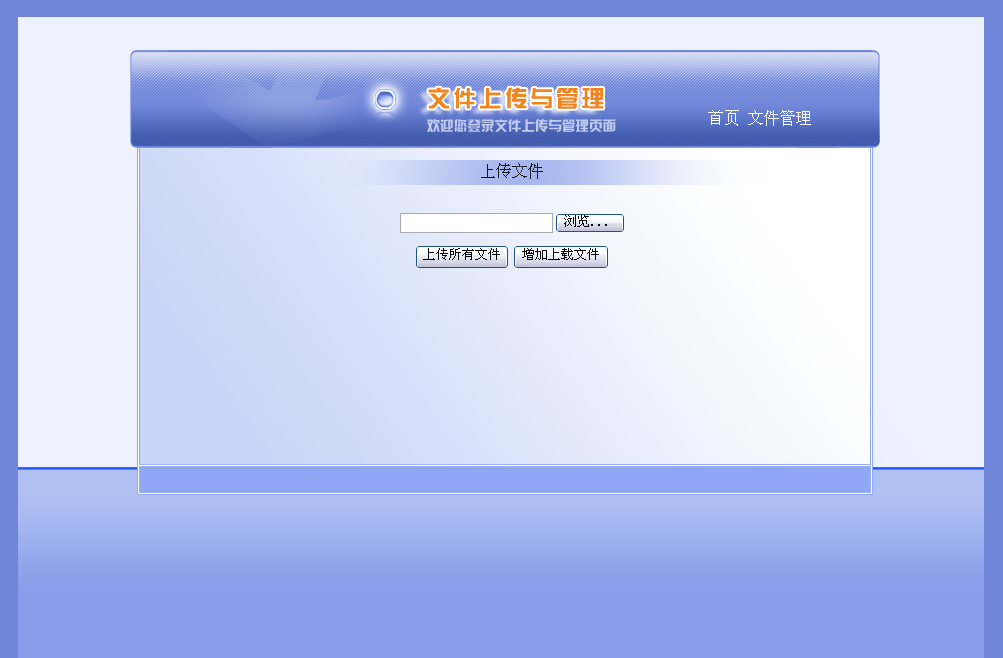 文件上传与管理
欢迎您登录文件上传与管理页面
首页 文件管理
上传文件
浏览...
上传所有文件 增加上载文件